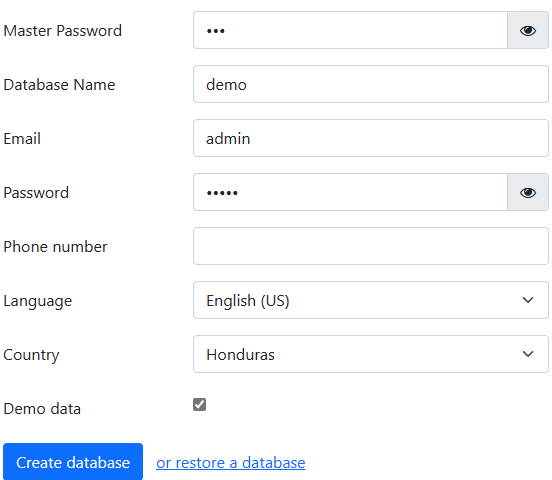 Master Password •••
Database Name demo
Email admin
Password •••••
Phone number
Language English (US)
Country Honduras
Demo data
Create database or restore a database